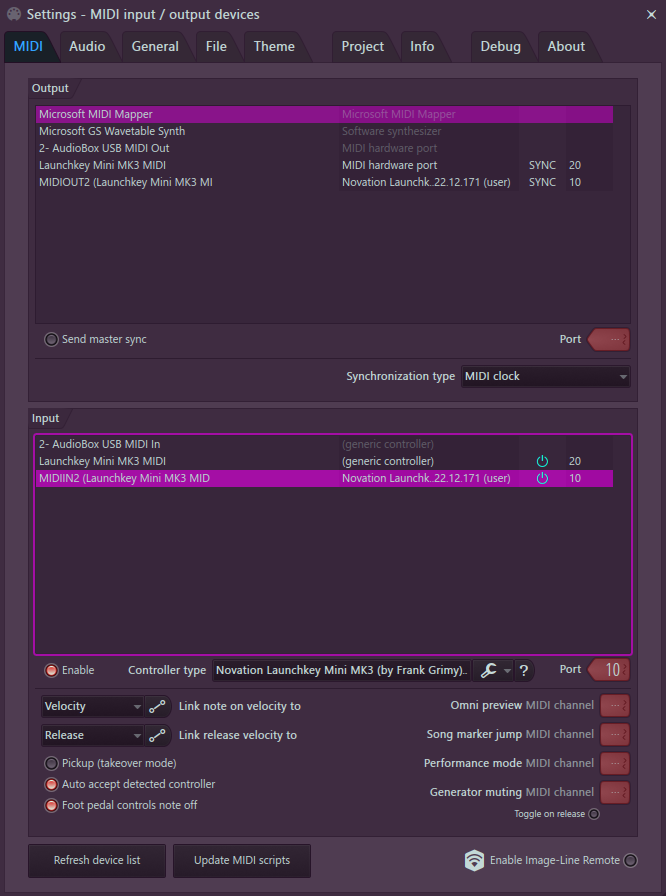 Settings - MIDI input / output devices
MIDI Audio General File Theme Project Info Debug About
Output
Microsoft MIDI Mapper Microsoft MIDI Mapper
Microsoft GS Wavetable Synth Software synthesizer
2- AudioBox USB MIDI Out MIDI hardware port
Launchkey Mini MK3 MIDI MIDI hardware port SYNC 20
MIDIOUT2 (Launchkey Mini MK3 MI Novation Launchk..22.12.171 (user) SYNC 10
Send master sync Port ---
Synchronization type MIDI clock
Input
2- AudioBox USB MIDI In (generic controller)
Launchkey Mini MK3 MIDI (generic controller) 20
MIDIIN2 (Launchkey Mini MK3 MID Novation Launchk..22.12.171 (user) 10
Enable Controller type Novation Launchkey Mini MK3 (by Frank Grimy).. ? Port 10
Velocity Link note on velocity to Omni preview MIDI channel ---
Release Link release velocity to Song marker jump MIDI channel ---
Pickup (takeover mode) Performance mode MIDI channel ---
Auto accept detected controller Generator muting MIDI channel ---
Foot pedal controls note off Toggle on release
Refresh device list Update MIDI scripts Enable Image-Line Remote